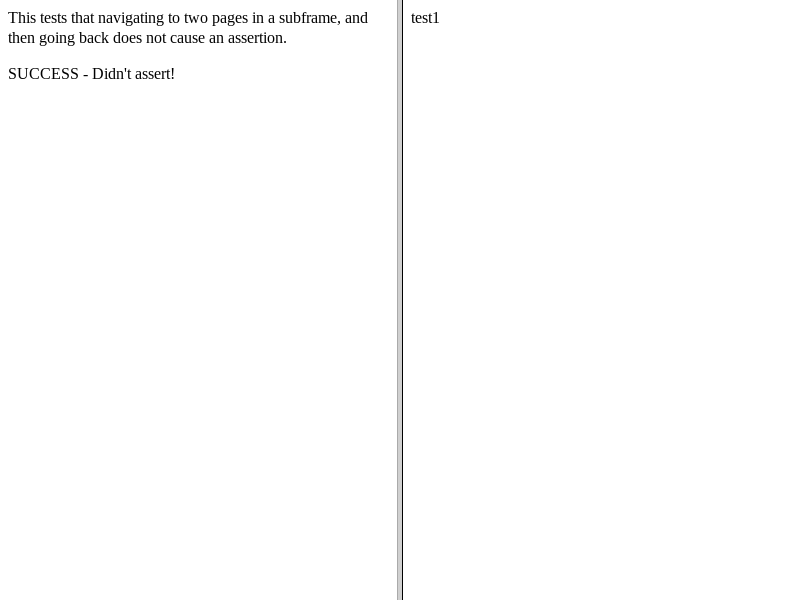 This tests that navigating to two pages in a subframe, and
then going back does not cause an assertion.
SUCCESS - Didn't assert!
test1